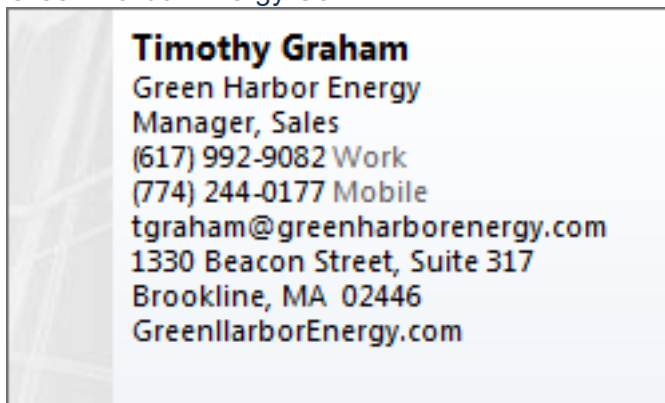 Timothy Graham
Green Harbor Energy
Manager, Sales
(617) 992-9082 Work
(774) 244-0177 Mobile
tgraham@greenharborenergy.com
1330 Beacon Street, Suite 317
Brookline, MA 02446
GreenIlarborEnergy.com